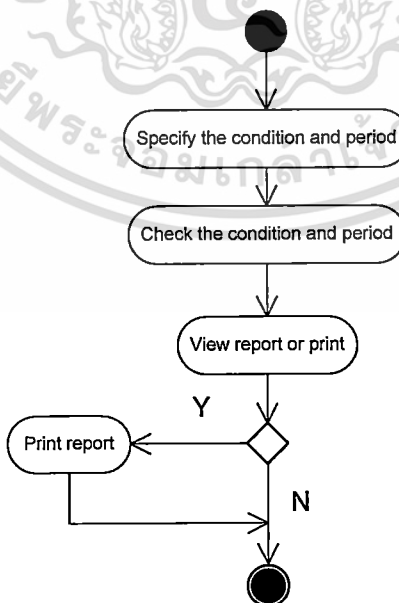 Specify the condition and period
Check the condition and period
View report or print
Y
Print report
N